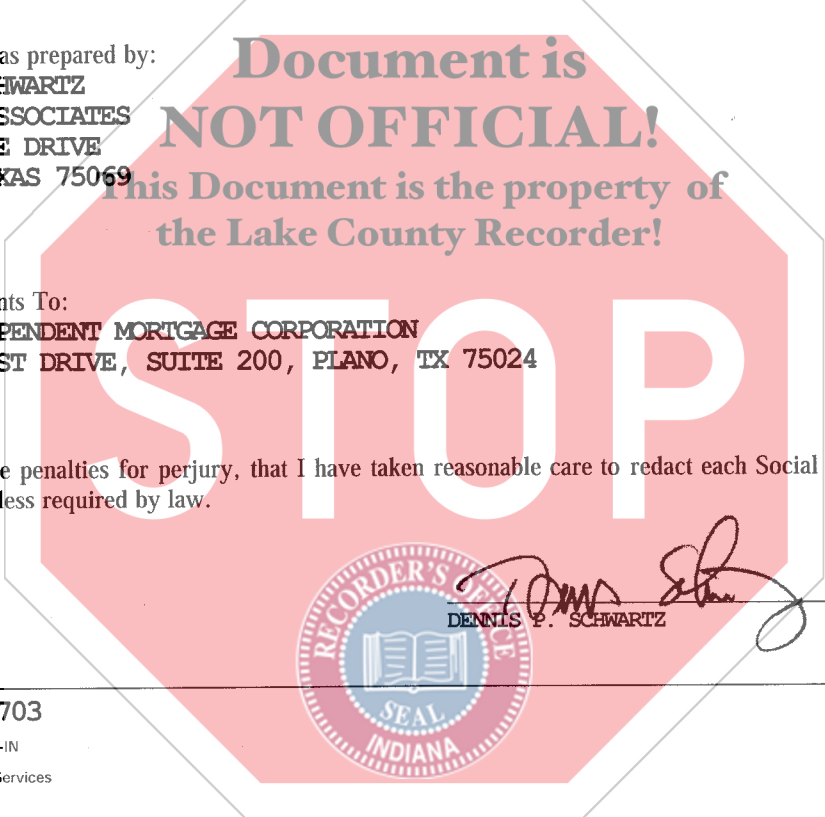 Document is
NOT OFFICIAL!
This Document is the property of
the Lake County Recorder!
STOP
as prepared by:
HWARTZ
SSOCIATES
E DRIVE
XAS 75069
nts To:
PENDENT MORTGAGE CORPORATION
ST DRIVE, SUITE 200, PLANO, TX 75024
e penalties for perjury, that I have taken reasonable care to redact each Social
less required by law.
DENNIS P. SCHWARTZ
RECORDER'S OFFICE
SEAL
INDIANA
703
-IN
Services